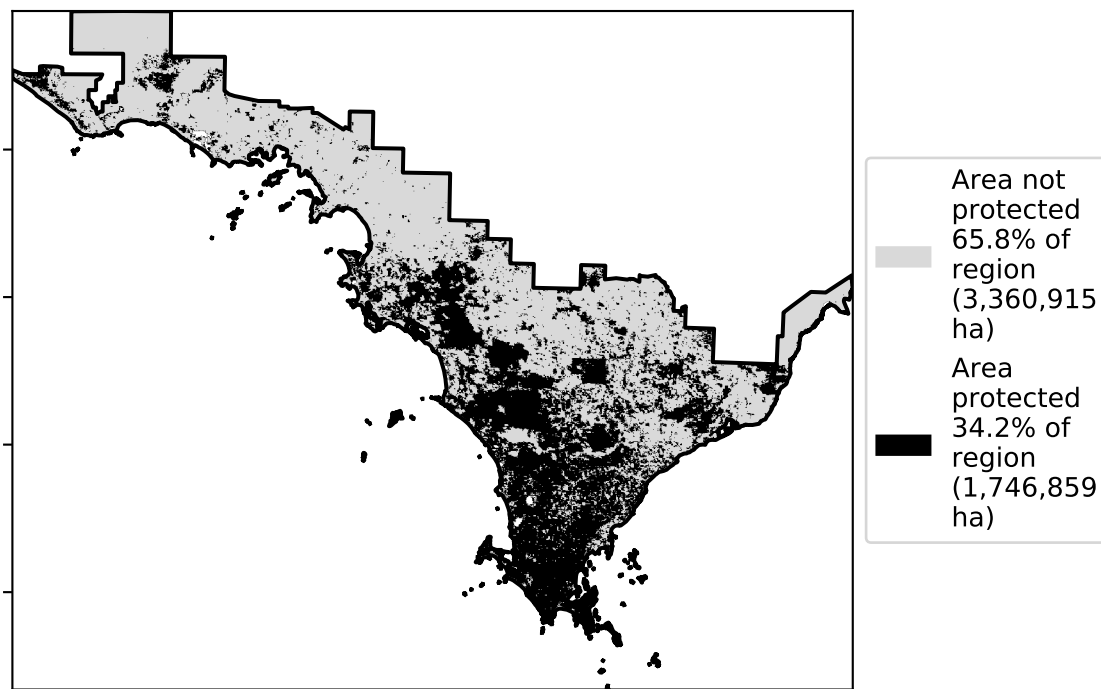 Area not
protected
65.8% of
region
(3,360,915
ha)
Area
protected
34.2% of
region
(1,746,859
ha)